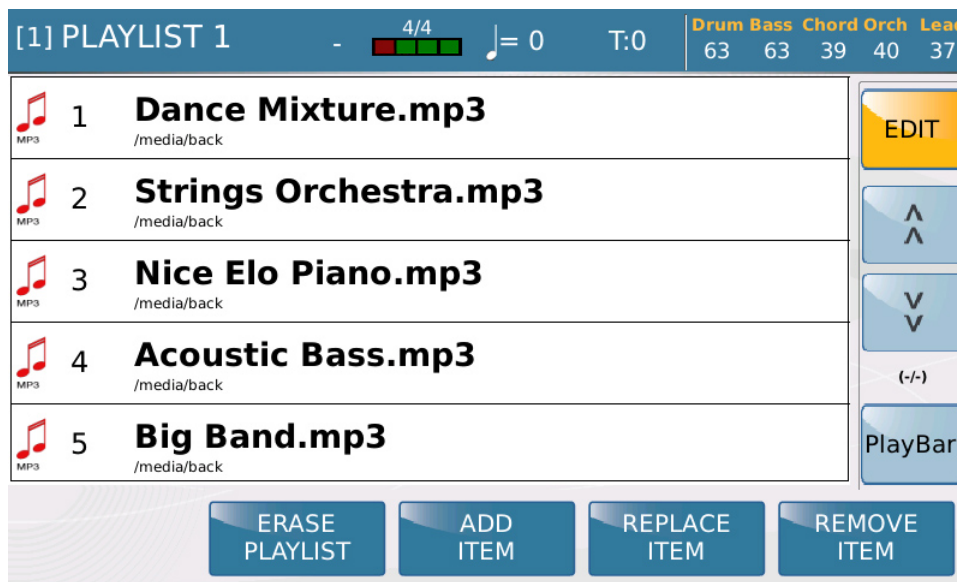 [1] PLAYLIST 1 - 4/4 ♩= 0 T:0
Drum Bass Chord Orch Lead
63 63 39 40 37
1 Dance Mixture.mp3
MP3 /media/back
2 Strings Orchestra.mp3
MP3 /media/back
3 Nice Elo Piano.mp3
MP3 /media/back
4 Acoustic Bass.mp3
MP3 /media/back
5 Big Band.mp3
MP3 /media/back
EDIT
(-/-)
PlayBar
ERASE
PLAYLIST
ADD
ITEM
REPLACE
ITEM
REMOVE
ITEM